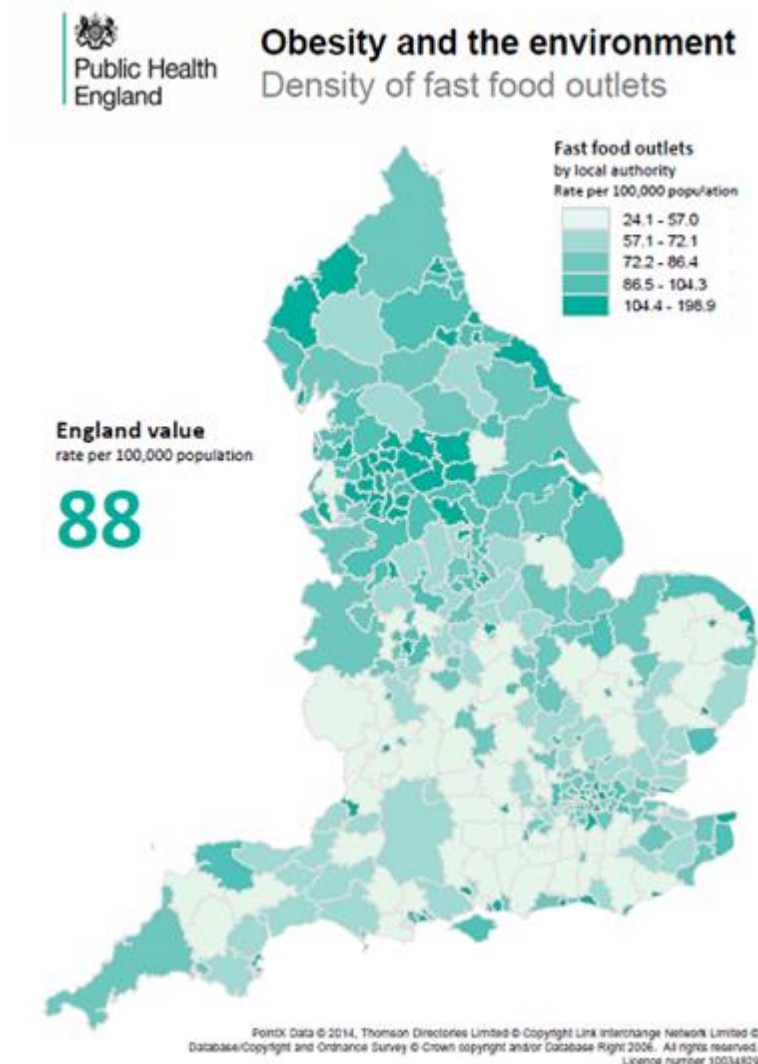 Public Health
England
Obesity and the environment
Density of fast food outlets
Fast food outlets
by local authority
Rate per 100,000 population
24.1 - 57.0
57.1 - 72.1
72.2 - 86.4
86.5 - 104.3
104.4 - 198.9
England value
rate per 100,000 population
88
PointX Data © 2014, Thomson Directories Limited © Copyright Link Interchange Network Limited ©
Database/Copyright and Ordnance Survey © Crown copyright and/or Database Right 2006. All rights reserved.
Licence number 10034829